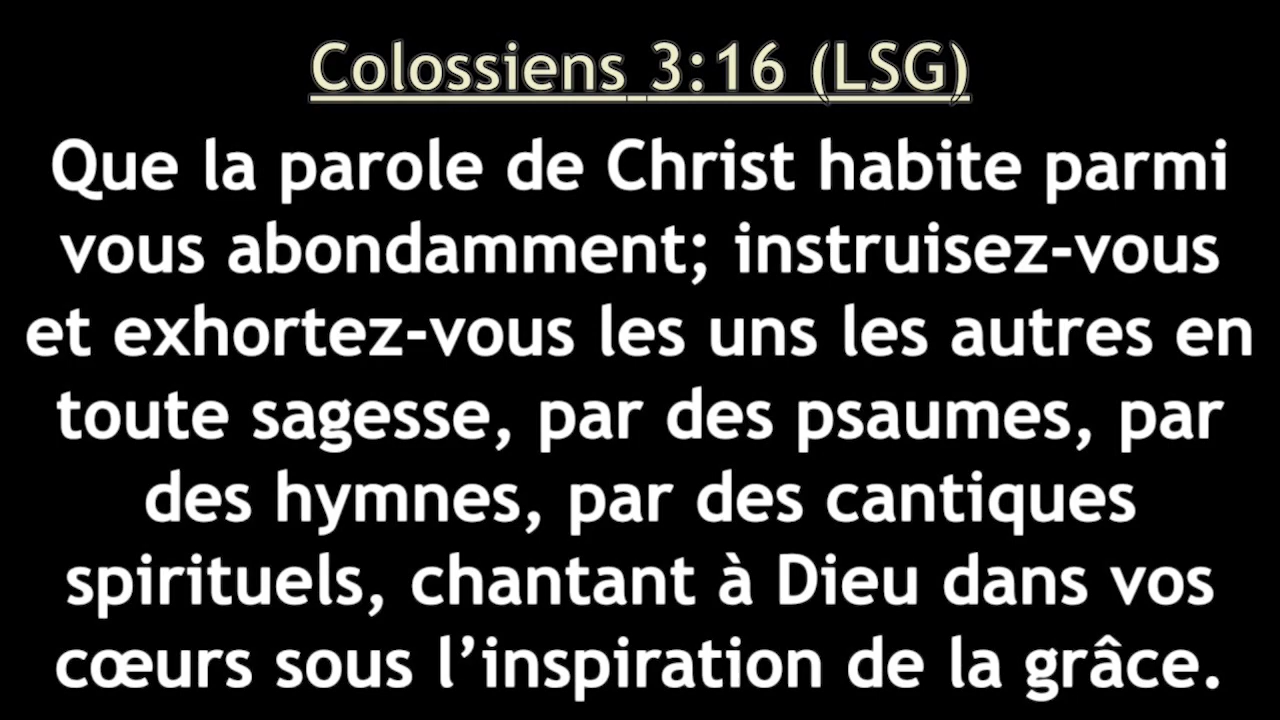 Colossiens 3:16 (LSG)
Que la parole de Christ habite parmi
vous abondamment; instruisez-vous
et exhortez-vous les uns les autres en
toute sagesse, par des psaumes, par
des hymnes, par des cantiques
spirituels, chantant à Dieu dans vos
cœurs sous l’inspiration de la grâce.